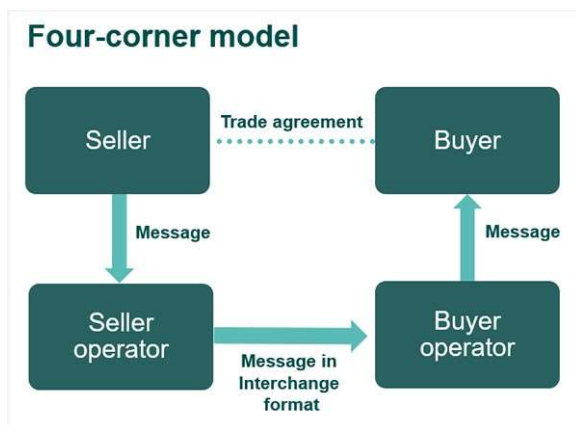 Four-corner model
Seller
Trade agreement
Buyer
Message
Message
Seller
operator
Message in
Interchange
format
Buyer
operator